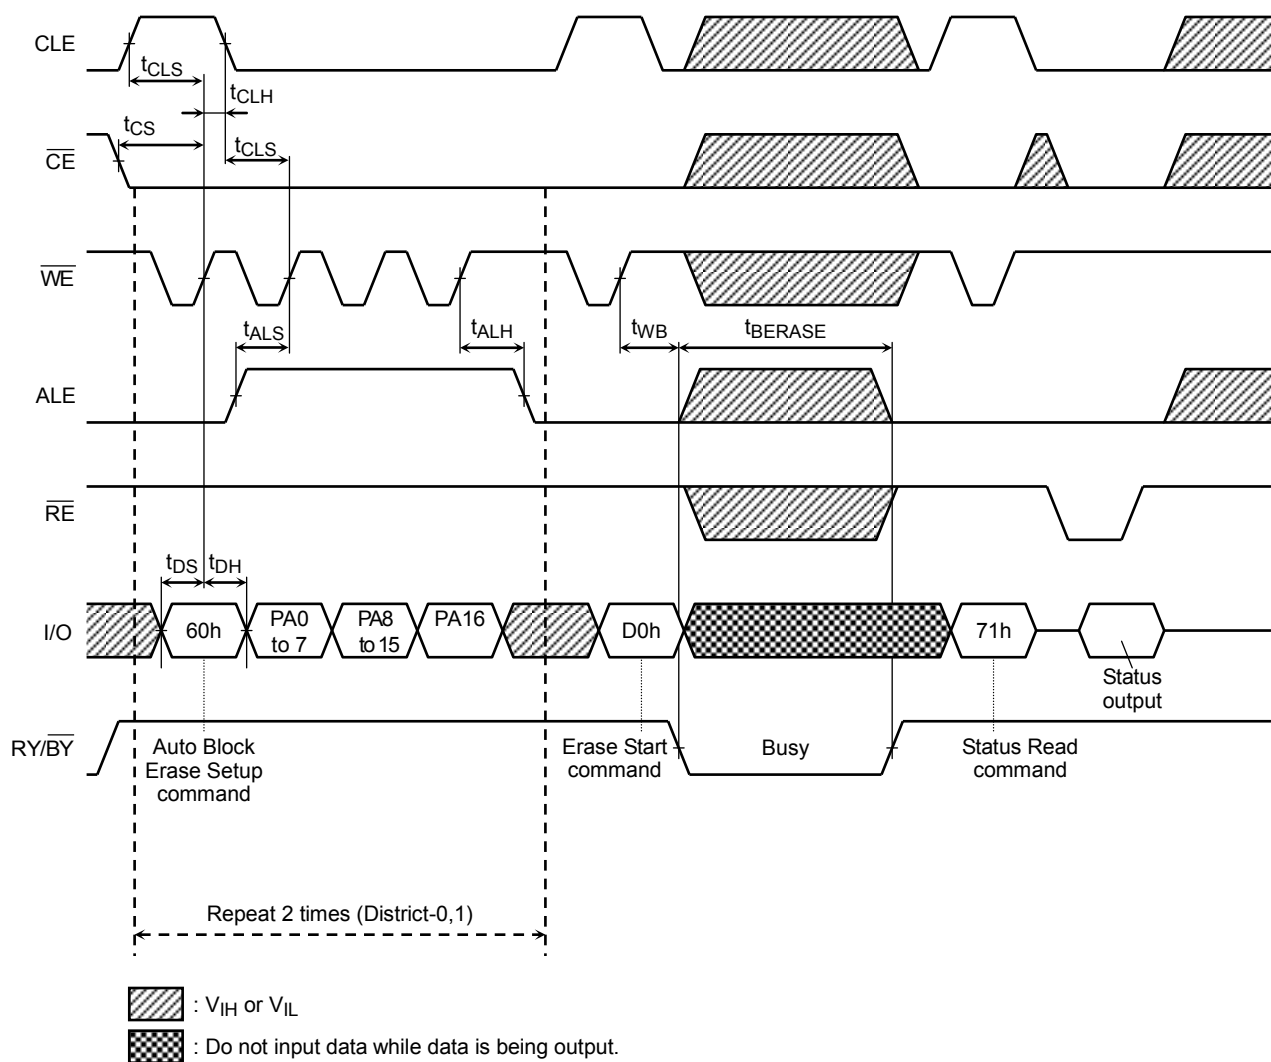 CLE
tCLS
tCLH
tCS
CE
tCLS
WE
tALS
tALH
tWB
tBERASE
ALE
RE
tDS
tDH
I/O
60h
PA0
to 7
PA8
to 15
PA16
D0h
71h
Status
output
RY/BY
Auto Block
Erase Setup
command
Erase Start
command
Busy
Status Read
command
Repeat 2 times (District-0,1)
: VIH or VIL
: Do not input data while data is being output.